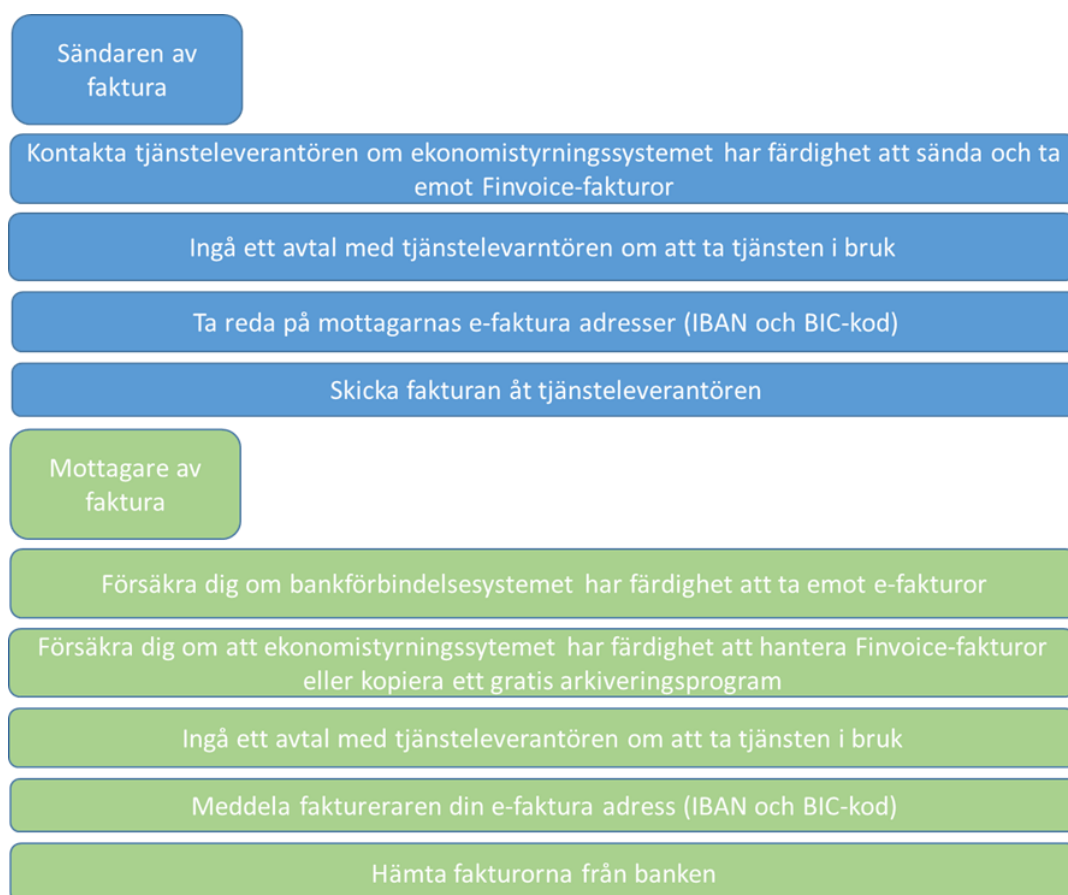 Sändaren av
faktura
Kontakta tjänsteleverantören om ekonomistyrningssystemet har färdighet att sända och ta
emot Finvoice-fakturor
Ingå ett avtal med tjänstelevarntören om att ta tjänsten i bruk
Ta reda på mottagarnas e-faktura adresser (IBAN och BIC-kod)
Skicka fakturan åt tjänsteleverantören
Mottagare av
faktura
Försäkra dig om bankförbindelsesystemet har färdighet att ta emot e-fakturor
Försäkra dig om att ekonomistyrningssytemet har färdighet att hantera Finvoice-fakturor
eller kopiera ett gratis arkiveringsprogram
Ingå ett avtal med tjänsteleverantören om att ta tjänsten i bruk
Meddela faktureraren din e-faktura adress (IBAN och BIC-kod)
Hämta fakturorna från banken